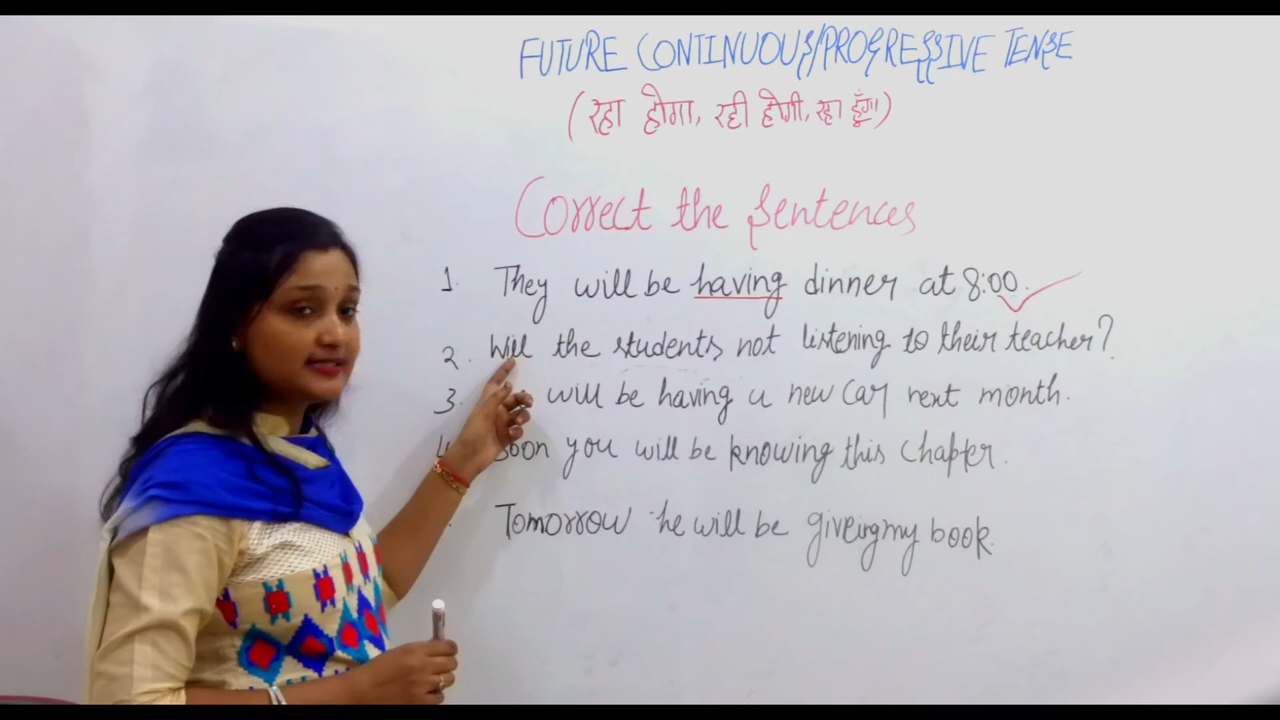 FUTURE CONTINUOUS/PROGRESSIVE TENSE
(रहा होगा, रही होगी, रहा हूँगा)
Correct the Sentences
1. They will be having dinner at 8:00.
2. Will the students not listening to their teacher?
3. will be having a new car next month.
Soon you will be knowing this chapter.
Tomorrow he will be giveing my book.